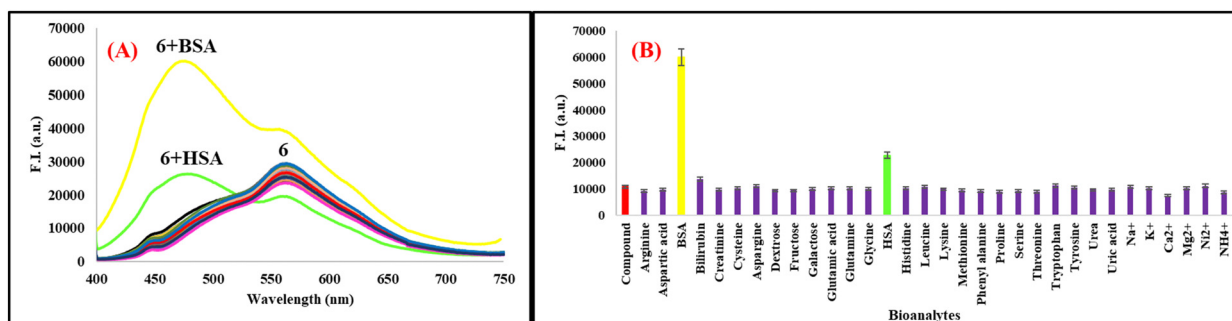 (A)
6+BSA
6+HSA
6
F.I. (a.u.)
70000
60000
50000
40000
30000
20000
10000
0
400
450
500
550
600
650
700
750
Wavelength (nm)
(B)
F.I. (a.u.)
70000
60000
50000
40000
30000
20000
10000
0
Compound
Arginine
Aspartic acid
BSA
Bilirubin
Creatinine
Cysteine
Aspargine
Dextrose
Fructose
Galactose
Glutamic acid
Glutamine
Glycine
HSA
Histidine
Leucine
Lysine
Methionine
Phenyl alanine
Proline
Serine
Threonine
Tryptophan
Tyrosine
Urea
Uric acid
Na+
K+
Ca2+
Mg2+
Ni2+
NH4+
Bioanalytes